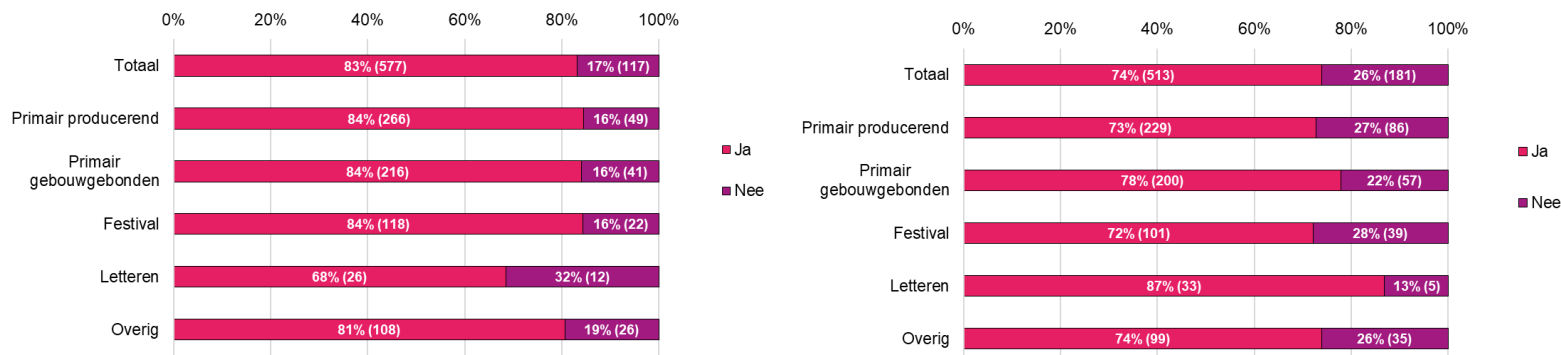 0% 20% 40% 60% 80% 100%
Totaal 83% (577) 17% (117)
Primair producerend 84% (266) 16% (49)
Primair
gebouwgebonden 84% (216) 16% (41)
Festival 84% (118) 16% (22)
Letteren 68% (26) 32% (12)
Overig 81% (108) 19% (26)
Ja
Nee
0% 20% 40% 60% 80% 100%
Totaal 74% (513) 26% (181)
Primair producerend 73% (229) 27% (86)
Primair
gebouwgebonden 78% (200) 22% (57)
Festival 72% (101) 28% (39)
Letteren 87% (33) 13% (5)
Overig 74% (99) 26% (35)
Ja
Nee